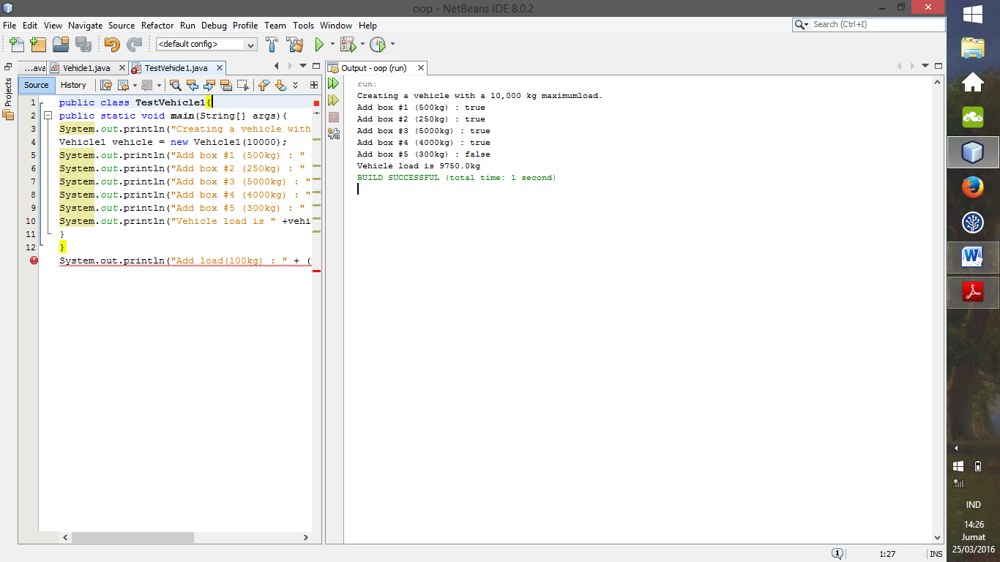 oop - NetBeans IDE 8.0.2
File Edit View Navigate Source Refactor Run Debug Profile Team Tools Window Help
Search (Ctrl+I)
<default config>
Projects
...ava Vehicle1.java TestVehicle1.java
Source History
1 public class TestVehicle1{
2 public static void main(String[] args){
3 System.out.println("Creating a vehicle with
4 Vehicle1 vehicle = new Vehicle1(10000);
5 System.out.println("Add box #1 (500kg) : "
6 System.out.println("Add box #2 (250kg) : "
7 System.out.println("Add box #3 (5000kg) : "
8 System.out.println("Add box #4 (4000kg) : "
9 System.out.println("Add box #5 (300kg) : "
10 System.out.println("Vehicle load is " +vehi
11 }
12 }
System.out.println("Add load(100kg) : " + (
Output - oop (run)
run:
Creating a vehicle with a 10,000 kg maximumload.
Add box #1 (500kg) : true
Add box #2 (250kg) : true
Add box #3 (5000kg) : true
Add box #4 (4000kg) : true
Add box #5 (300kg) : false
Vehicle load is 9750.0kg
BUILD SUCCESSFUL (total time: 1 second)
1:27 INS
IND
14:26
Jumat
25/03/2016